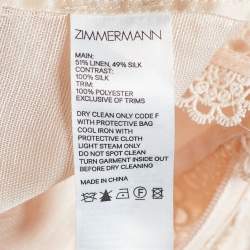 ZIMMERMANN
MAIN:
51% LINEN, 49% SILK
CONTRAST:
100% SILK
TRIM:
100% POLYESTER
EXCLUSIVE OF TRIMS
DRY CLEAN ONLY CODE F
WITH PROTECTIVE BAG
COOL IRON WITH
PROTECTIVE CLOTH
LIGHT STEAM ONLY
DO NOT SPOT CLEAN
TURN GARMENT INSIDE OUT
BEFORE DRY CLEANING
MADE IN CHINA